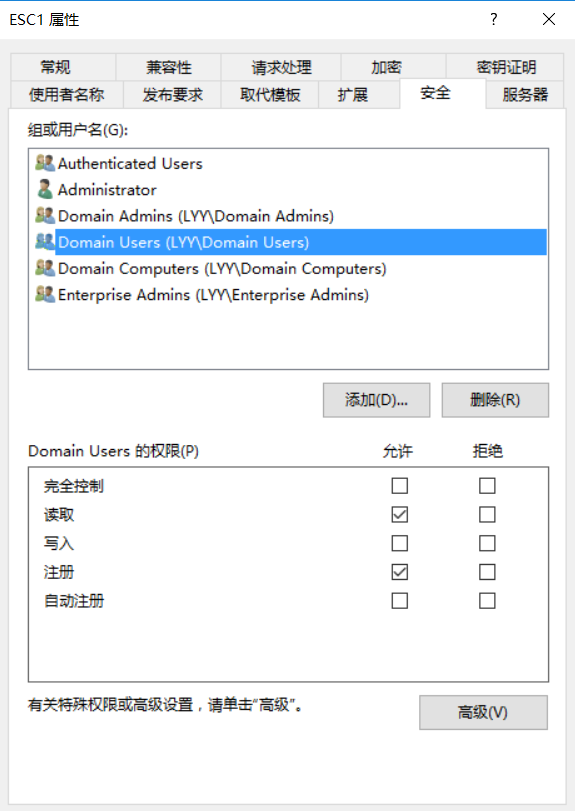 ESC1 属性
常规 兼容性 请求处理 加密 密钥证明
使用者名称 发布要求 取代模板 扩展 安全 服务器
组或用户名(G):
Authenticated Users
Administrator
Domain Admins (LYY\Domain Admins)
Domain Users (LYY\Domain Users)
Domain Computers (LYY\Domain Computers)
Enterprise Admins (LYY\Enterprise Admins)
添加(D)... 删除(R)
Domain Users 的权限(P) 允许 拒绝
完全控制
读取
写入
注册
自动注册
有关特殊权限或高级设置，请单击“高级”。
高级(V)